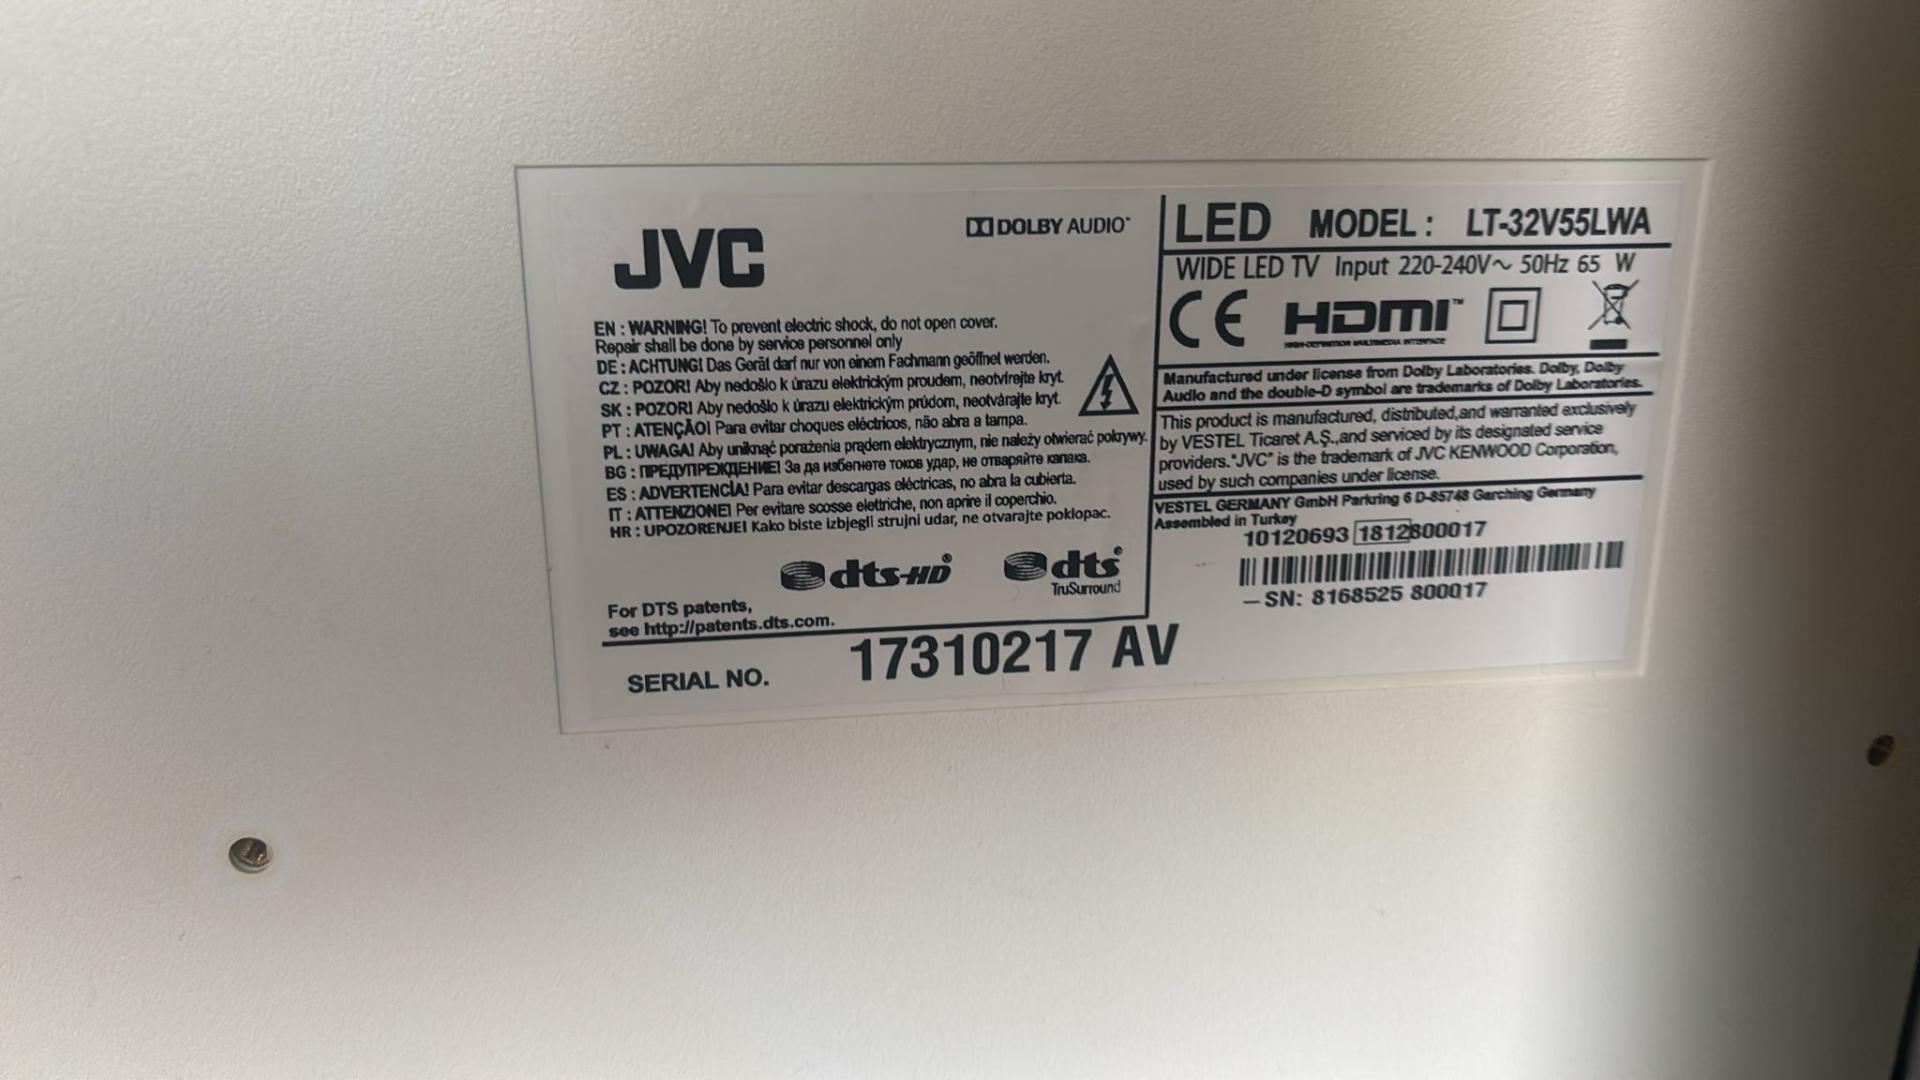 JVC
DOLBY AUDIO
EN : WARNING! To prevent electric shock, do not open cover.
Repair shall be done by service personnel only
DE : ACHTUNG! Das Gerät darf nur von einem Fachmann geöffnet werden.
CZ : POZOR! Aby nedošlo k úrazu elektrickým proudem, neotvírejte kryt.
SK : POZOR! Aby nedošlo k úrazu elektrickým prúdom, neotvárajte kryt.
PT : ATENÇÃO! Para evitar choques eléctricos, não abra a tampa.
PL : UWAGA! Aby uniknąć porażenia prądem elektrycznym, nie należy otwierać pokrywy.
BG : ПРЕДУПРЕЖДЕНИЕ! За да избегнете токов удар, не отваряйте капака.
ES : ADVERTENCÍA! Para evitar descargas eléctricas, no abra la cubierta.
IT : ATTENZIONE! Per evitare scosse elettriche, non aprire il coperchio.
HR : UPOZORENJE! Kako biste izbjegli strujni udar, ne otvarajte poklopac.
dts-HD®
dts®
TruSurround
For DTS patents,
see http://patents.dts.com.
LED MODEL : LT-32V55LWA
WIDE LED TV Input 220-240V~ 50Hz 65 W
CE HDMI™
HIGH-DEFINITION MULTIMEDIA INTERFACE
Manufactured under license from Dolby Laboratories. Dolby, Dolby
Audio and the double-D symbol are trademarks of Dolby Laboratories.
This product is manufactured, distributed,and warranted exclusively
by VESTEL Ticaret A.Ş.,and serviced by its designated service
providers."JVC" is the trademark of JVC KENWOOD Corporation,
used by such companies under license.
VESTEL GERMANY GmbH Parkring 6 D-85748 Garching Germany
Assembled in Turkey
10120693 1812800017
– SN: 8168525 800017
SERIAL NO. 17310217 AV